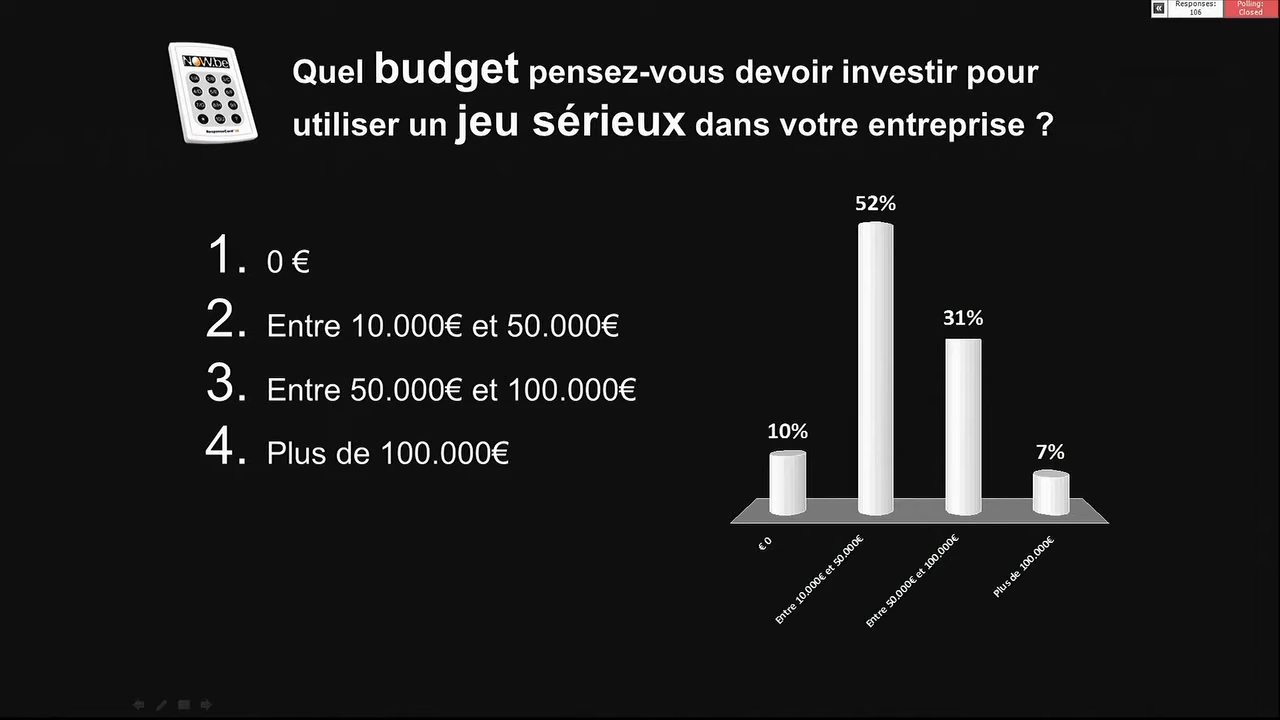 Responses:
106
Polling:
Closed
NOW.be
Quel budget pensez-vous devoir investir pour
utiliser un jeu sérieux dans votre entreprise ?
1. 0 €
2. Entre 10.000€ et 50.000€
3. Entre 50.000€ et 100.000€
4. Plus de 100.000€
10%
52%
31%
7%
€ 0
Entre 10.000€ et 50.000€
Entre 50.000€ et 100.000€
Plus de 100.000€